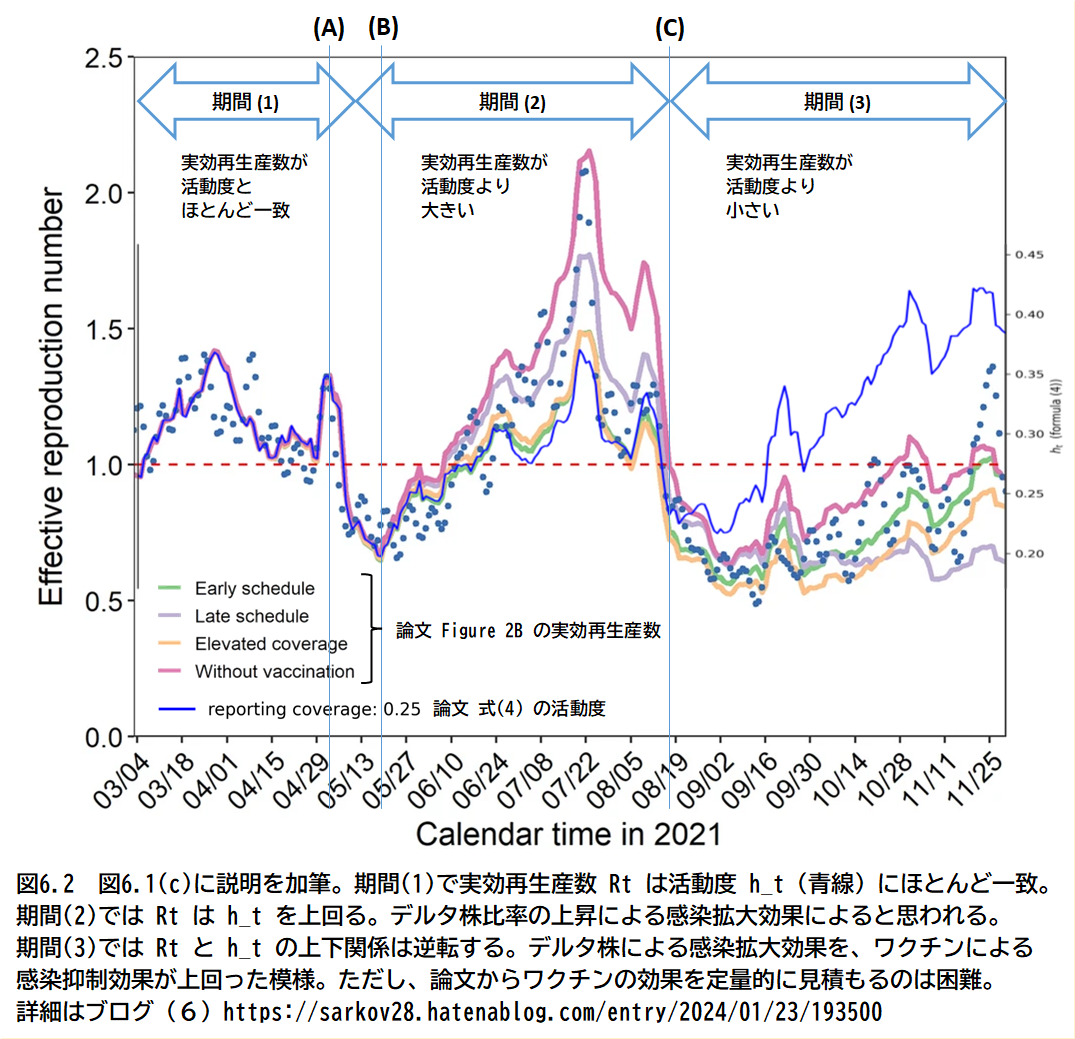 (A) (B) (C)
2.5
期間 (1) 期間 (2) 期間 (3)
実効再生産数が
活動度と
ほとんど一致
実効再生産数が
活動度より
大きい
実効再生産数が
活動度より
小さい
Effective reproduction number
2.0
1.5
1.0
0.5
0.0
0.45
0.40
0.35
0.30
0.25
0.20
h_t (formula (4))
Early schedule
Late schedule
Elevated coverage
Without vaccination
論文 Figure 2B の実効再生産数
reporting coverage: 0.25 論文 式(4) の活動度
03/04 03/18 04/01 04/15 04/29 05/13 05/27 06/10 06/24 07/08 07/22 08/05 08/19 09/02 09/16 09/30 10/14 10/28 11/11 11/25
Calendar time in 2021
図6.2 図6.1(c)に説明を加筆。期間(1)で実効再生産数 Rt は活動度 h_t（青線）にほとんど一致。
期間(2)では Rt は h_t を上回る。デルタ株比率の上昇による感染拡大効果によると思われる。
期間(3)では Rt と h_t の上下関係は逆転する。デルタ株による感染拡大効果を、ワクチンによる
感染抑制効果が上回った模様。ただし、論文からワクチンの効果を定量的に見積もるのは困難。
詳細はブログ（６）https://sarkov28.hatenablog.com/entry/2024/01/23/193500